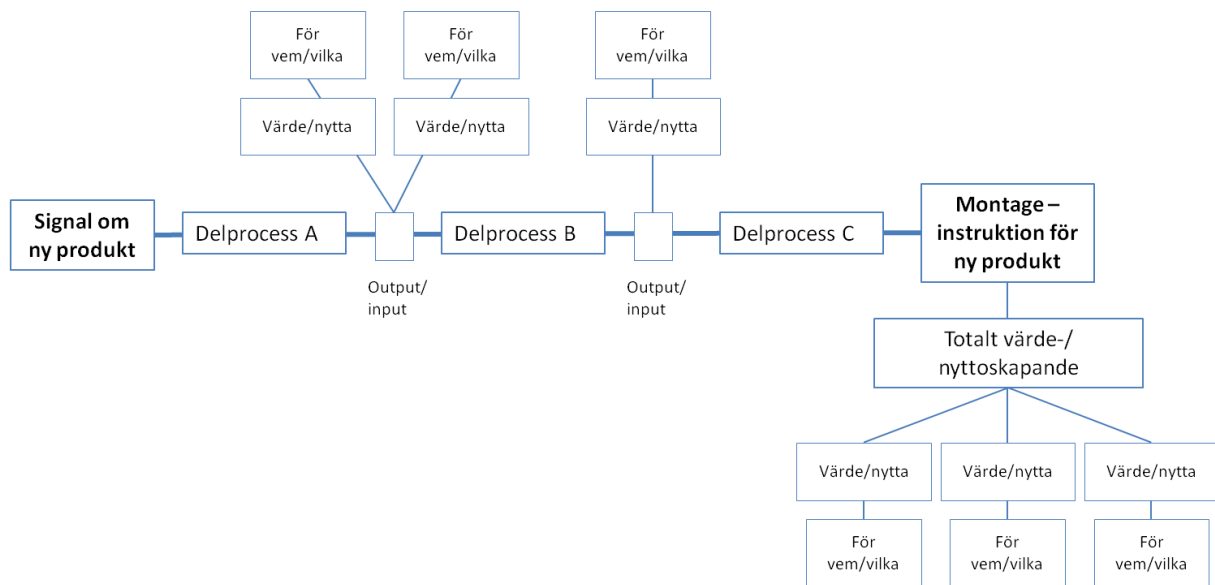 För
vem/vilka
För
vem/vilka
För
vem/vilka
Värde/nytta
Värde/nytta
Värde/nytta
Signal om
ny produkt
Delprocess A
Delprocess B
Delprocess C
Montage –
instruktion för
ny produkt
Output/
input
Output/
input
Totalt värde-/
nyttoskapande
Värde/nytta
Värde/nytta
Värde/nytta
För
vem/vilka
För
vem/vilka
För
vem/vilka